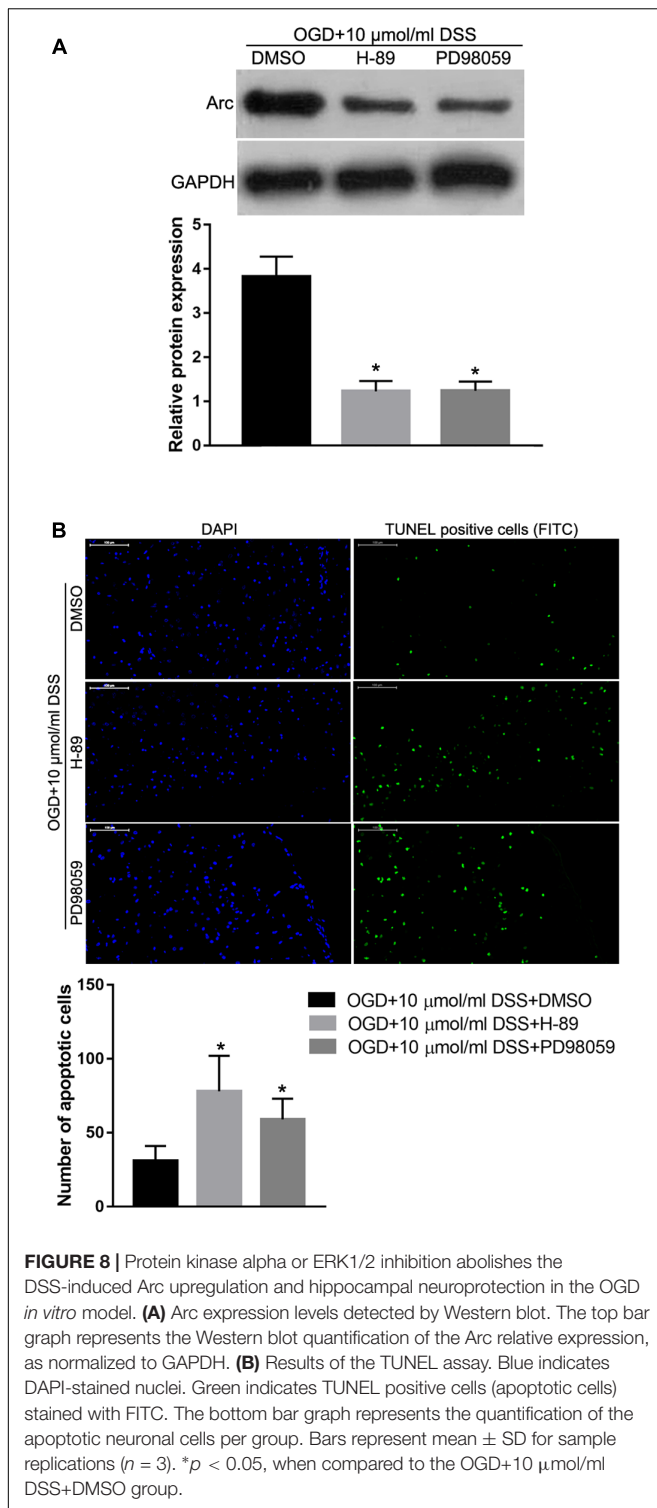 A
OGD+10 μmol/ml DSS
DMSO H-89 PD98059
Arc
GAPDH
Relative protein expression
5
4
3
2
1
0
* *
B
DAPI TUNEL positive cells (FITC)
OGD+10 μmol/ml DSS
DMSO
H-89
PD98059
Number of apoptotic cells
150
100
50
0
* *
OGD+10 μmol/ml DSS+DMSO
OGD+10 μmol/ml DSS+H-89
OGD+10 μmol/ml DSS+PD98059
FIGURE 8 | Protein kinase alpha or ERK1/2 inhibition abolishes the
DSS-induced Arc upregulation and hippocampal neuroprotection in the OGD
in vitro model. (A) Arc expression levels detected by Western blot. The top bar
graph represents the Western blot quantification of the Arc relative expression,
as normalized to GAPDH. (B) Results of the TUNEL assay. Blue indicates
DAPI-stained nuclei. Green indicates TUNEL positive cells (apoptotic cells)
stained with FITC. The bottom bar graph represents the quantification of the
apoptotic neuronal cells per group. Bars represent mean ± SD for sample
replications (n = 3). *p < 0.05, when compared to the OGD+10 μmol/ml
DSS+DMSO group.